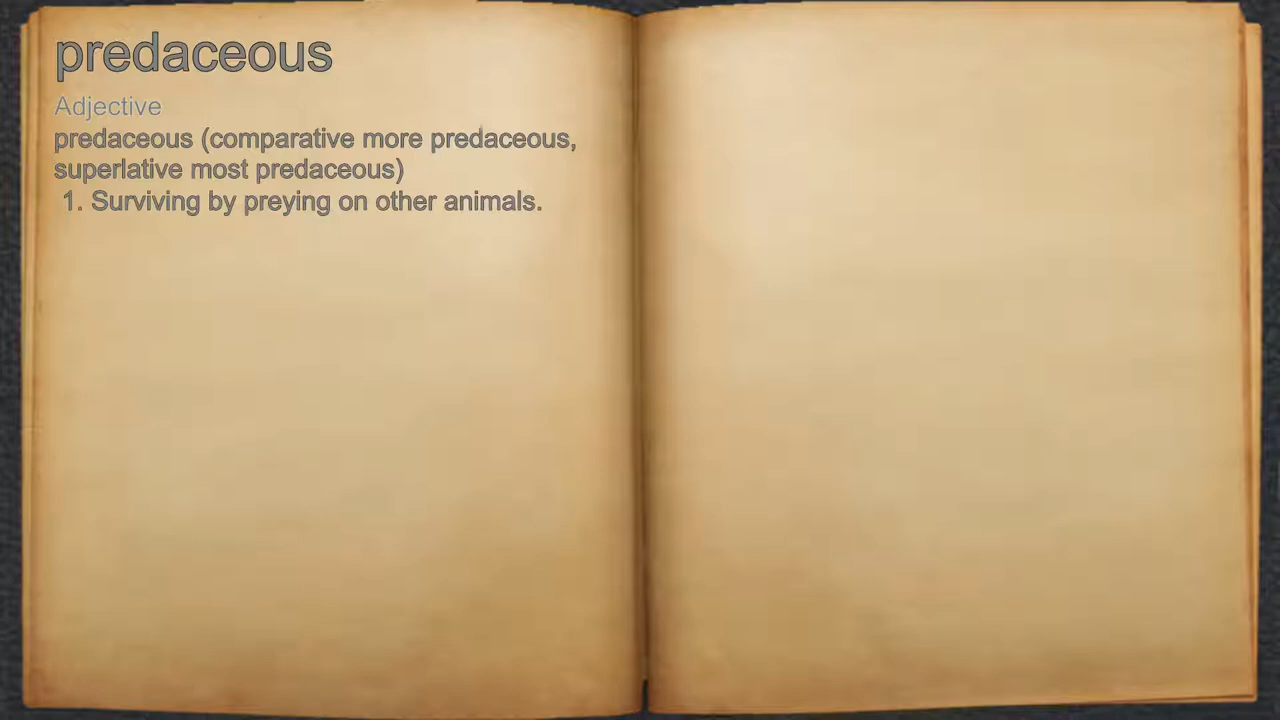 predaceous
Adjective
predaceous (comparative more predaceous,
superlative most predaceous)
1. Surviving by preying on other animals.